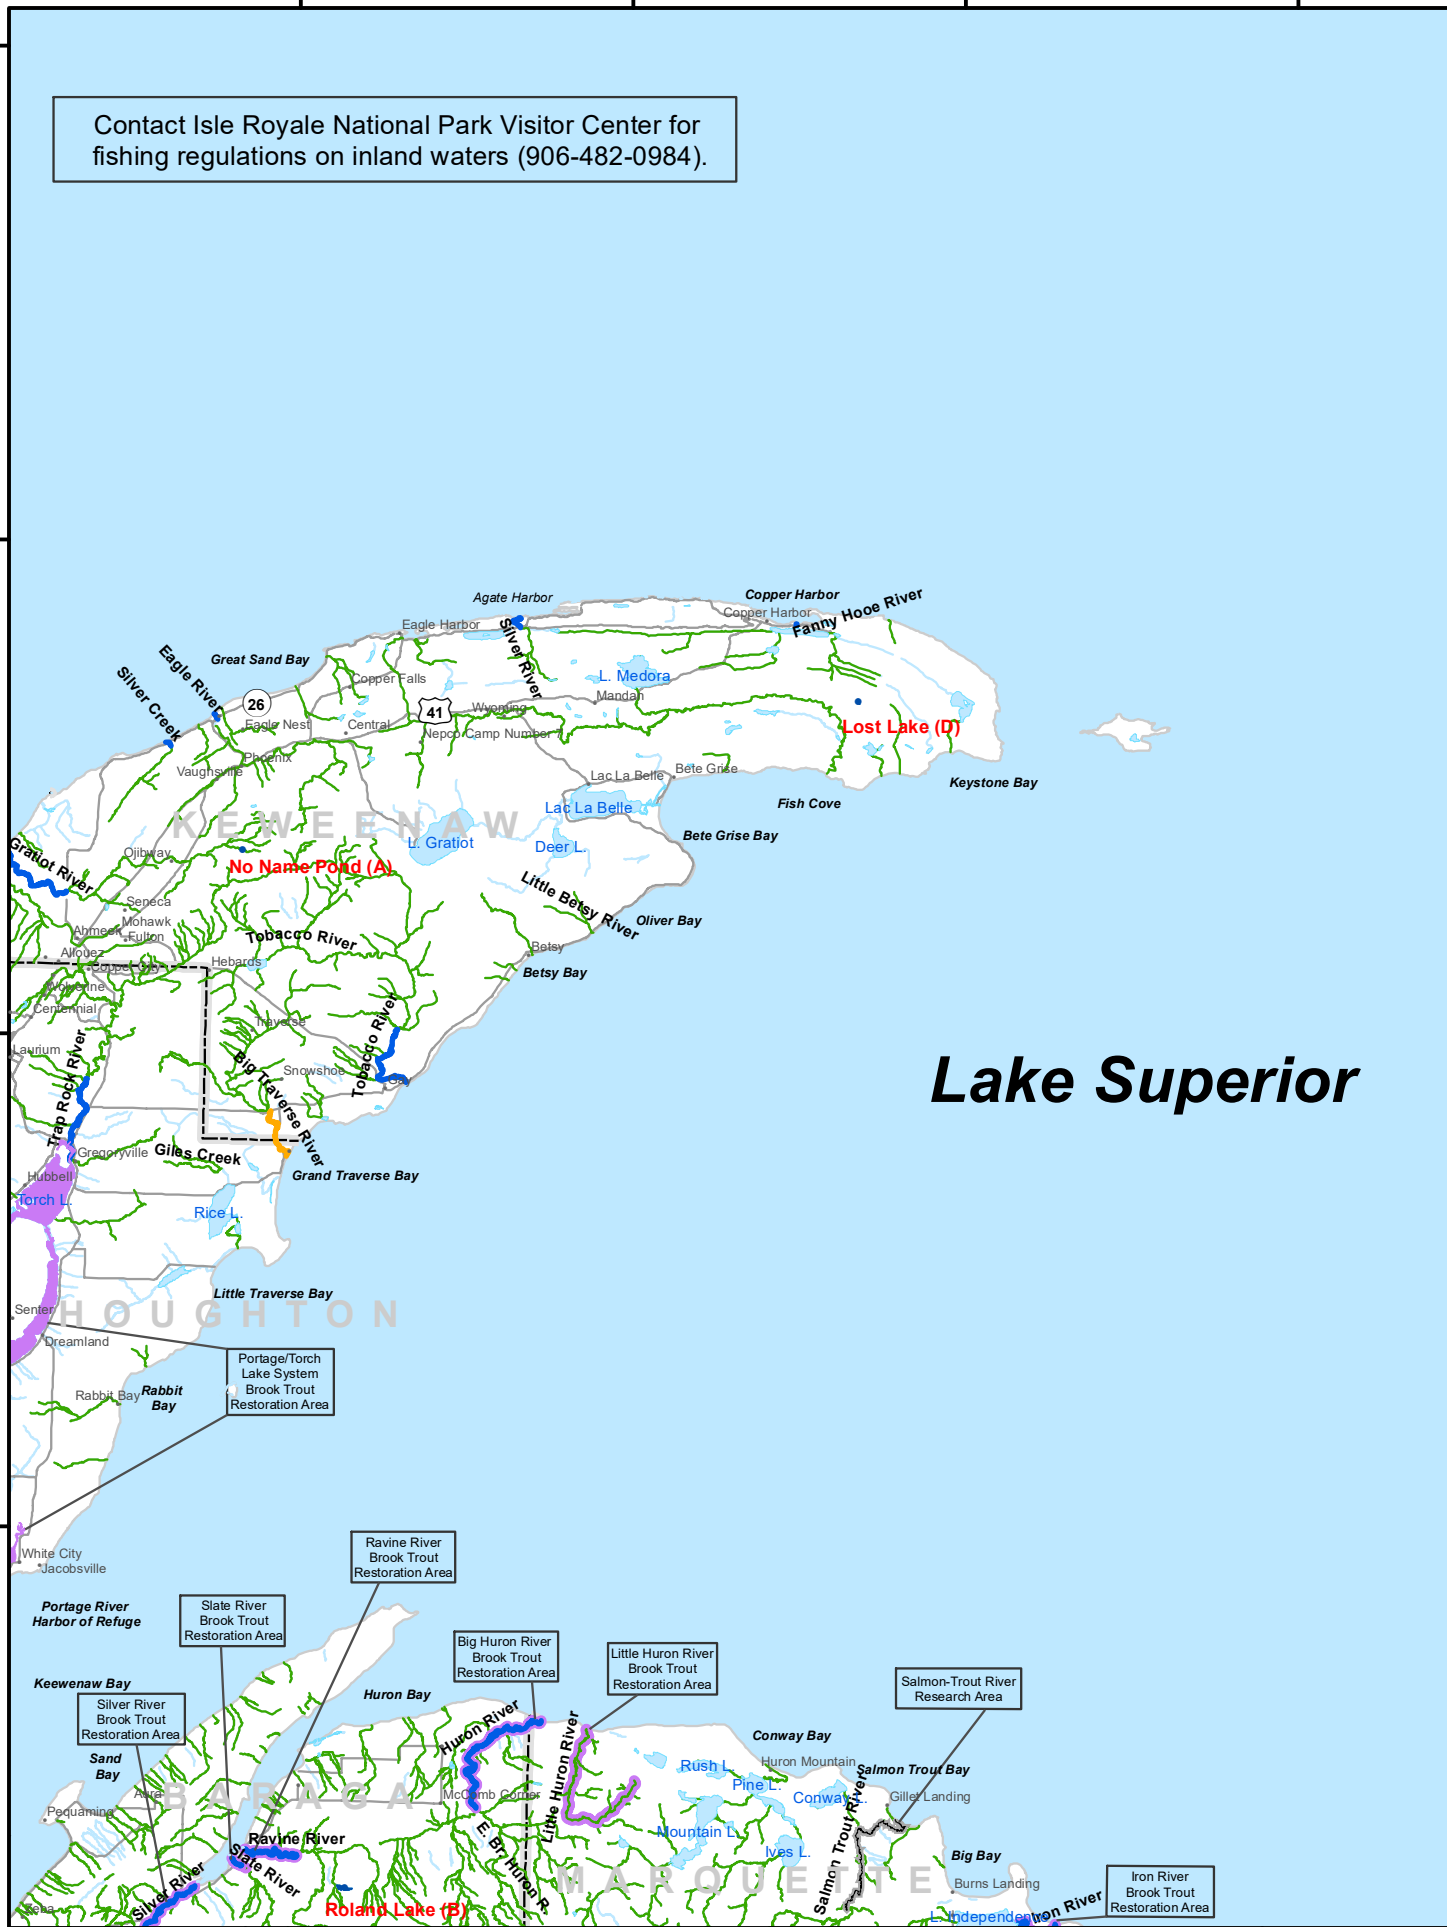 Contact Isle Royale National Park Visitor Center for
fishing regulations on inland waters (906-482-0984).
Agate Harbor
Copper Harbor
Copper Harbor
Fanny Hooe River
Eagle Harbor
Silver River
Great Sand Bay
Eagle River
Silver Creek
Copper Falls
L. Medora
Mandan
26
41
Wyoming
Eagle Nest
Central
Nepco Camp Number 7
Lost Lake (D)
Phoenix
Vaughsville
Lac La Belle
Bete Grise
Keystone Bay
Fish Cove
Lac La Belle
KEWEENAW
Bete Grise Bay
L. Gratiot
Deer L.
Gratiot River
Ojibway
No Name Pond (A)
Little Betsy River
Seneca
Mohawk
Fulton
Ahmeek
Oliver Bay
Tobacco River
Betsy
Allouez
Copper City
Hebards
Betsy Bay
Wolverine
Centennial
Traverse
Tobacco River
Laurium
Trap Rock River
Big Traverse River
Snowshoe
Gay
Lake Superior
Gregoryville
Giles Creek
Hubbell
Grand Traverse Bay
Torch L.
Rice L.
Little Traverse Bay
Senter
HOUGHTON
Dreamland
Portage/Torch
Lake System
Brook Trout
Restoration Area
Rabbit Bay
Rabbit
Bay
White City
Jacobsville
Ravine River
Brook Trout
Restoration Area
Portage River
Harbor of Refuge
Slate River
Brook Trout
Restoration Area
Big Huron River
Brook Trout
Restoration Area
Little Huron River
Brook Trout
Restoration Area
Salmon-Trout River
Research Area
Keewenaw Bay
Huron Bay
Silver River
Brook Trout
Restoration Area
Huron River
Little Huron River
Conway Bay
Sand
Bay
Rush L.
Huron Mountain
Salmon Trout Bay
Pine L.
Aura
BARAGA
McComb Corner
Conway L.
Gillet Landing
Pequaming
Mountain L.
Ravine River
Slate River
E. Br. Huron R.
Ives L.
Salmon Trout River
Big Bay
MARQUETTE
Burns Landing
Iron River
Brook Trout
Restoration Area
Silver River
Zeba
Roland Lake (B)
L. Independence
Iron River